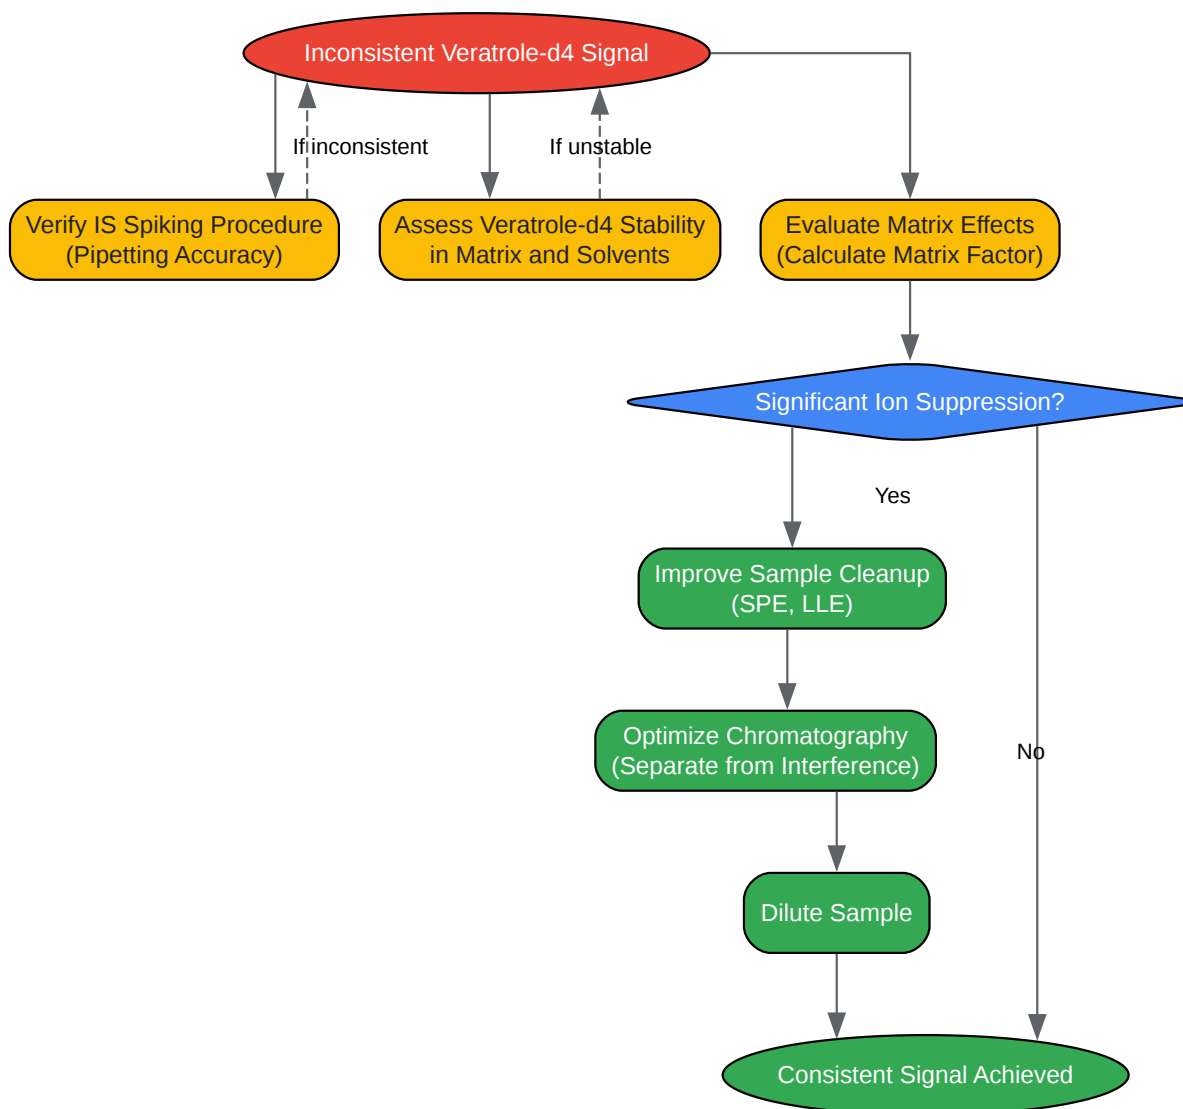 Inconsistent Veratrole-d4 Signal
If inconsistent
If unstable
Verify IS Spiking Procedure
(Pipetting Accuracy)
Assess Veratrole-d4 Stability
in Matrix and Solvents
Evaluate Matrix Effects
(Calculate Matrix Factor)
Significant Ion Suppression?
Yes
Improve Sample Cleanup
(SPE, LLE)
Optimize Chromatography
(Separate from Interference)
No
Dilute Sample
Consistent Signal Achieved